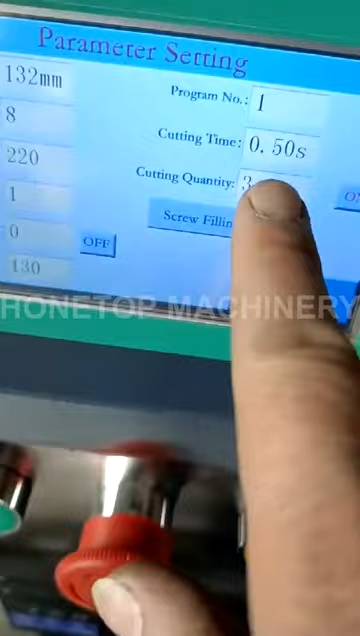 Parameter Setting
132mm
8
220
1
0
130
OFF
Program No.: 1
Cutting Time: 0.50s
Cutting Quantity: 3
Screw
HONETOP MACHINERY